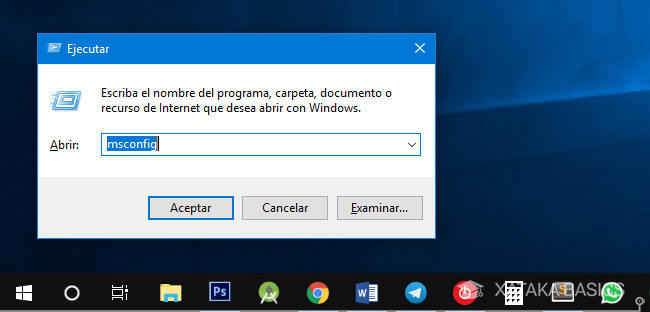 Ejecutar
Escriba el nombre del programa, carpeta, documento o
recurso de Internet que desea abrir con Windows.
Abrir:
msconfig
Aceptar
Cancelar
Examinar...
Ps
W
XATAKA BASICS
S